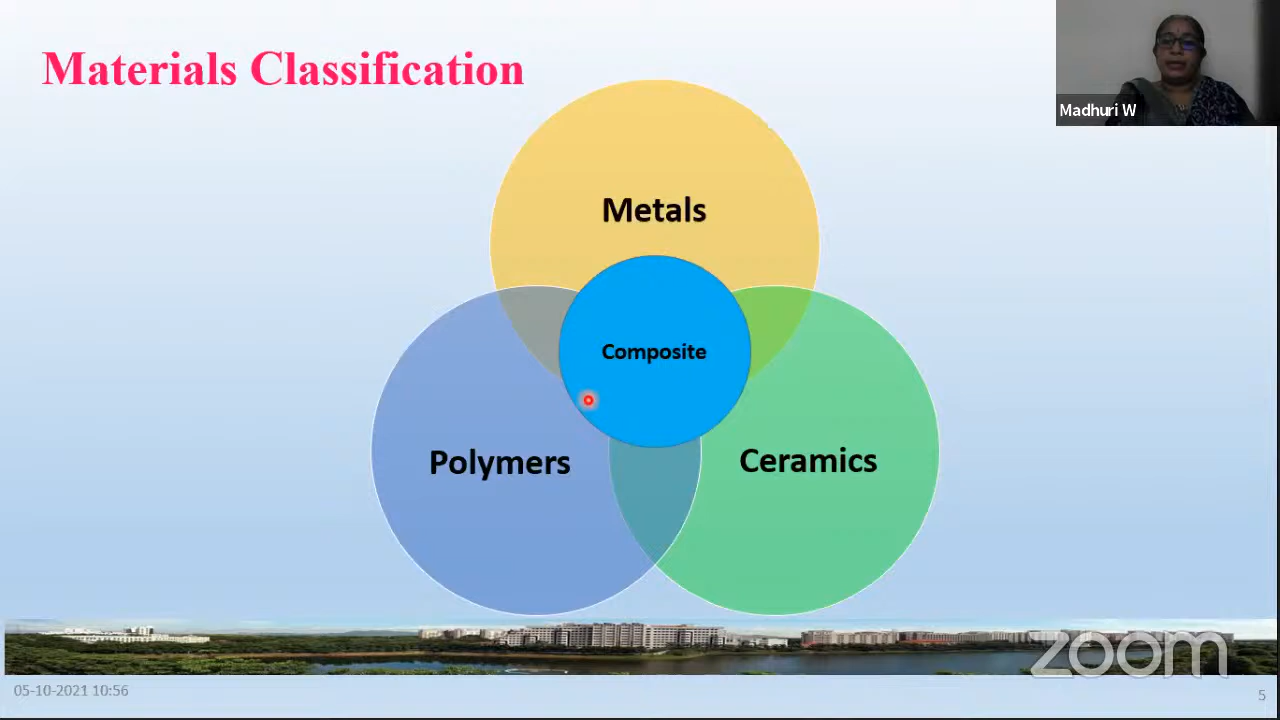 Materials Classification
Madhuri W
Metals
Composite
Polymers
Ceramics
zoom
05-10-2021 10:56
5